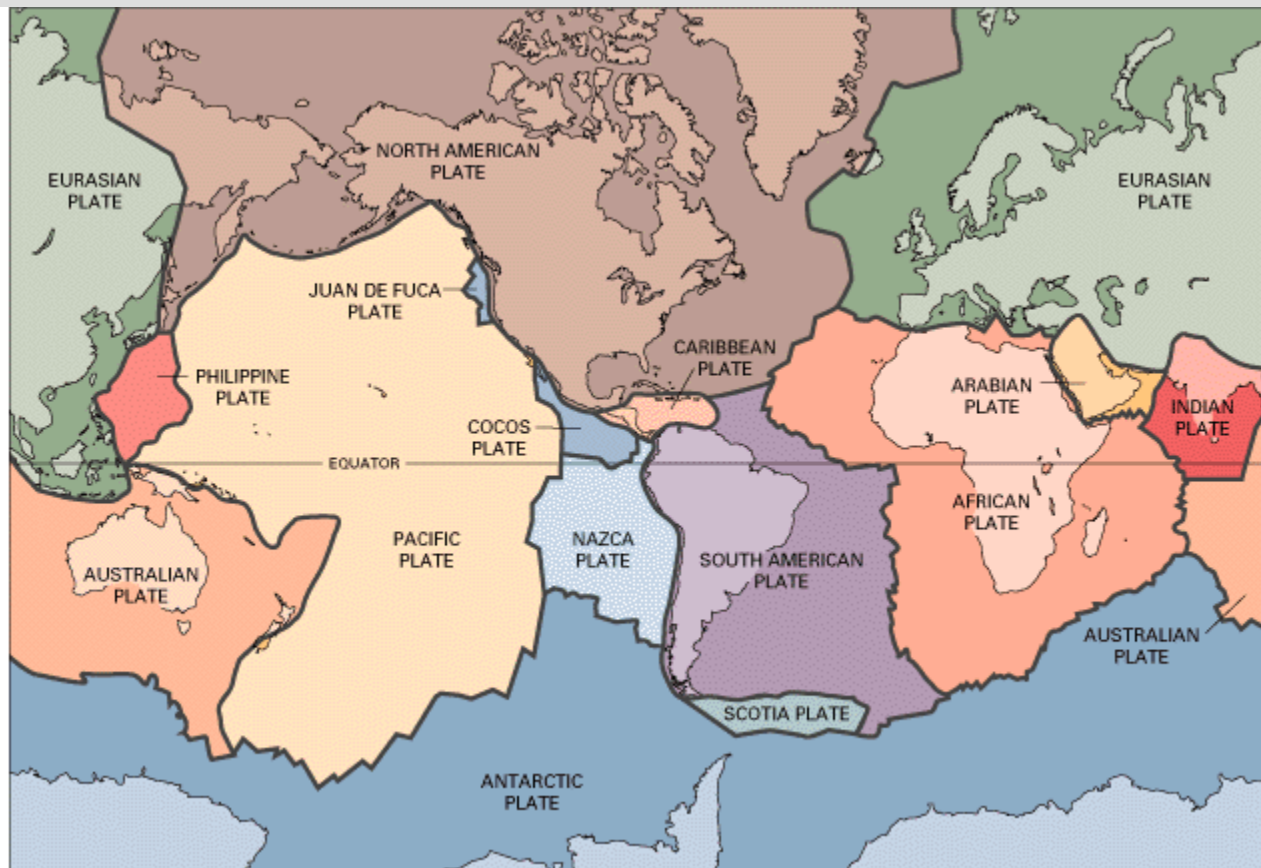 NORTH AMERICAN
PLATE
EURASIAN
PLATE
EURASIAN
PLATE
JUAN DE FUCA
PLATE
CARIBBEAN
PLATE
PHILIPPINE
PLATE
ARABIAN
PLATE
INDIAN
PLATE
COCOS
PLATE
EQUATOR
AFRICAN
PLATE
PACIFIC
PLATE
NAZCA
PLATE
SOUTH AMERICAN
PLATE
AUSTRALIAN
PLATE
AUSTRALIAN
PLATE
SCOTIA PLATE
ANTARCTIC
PLATE